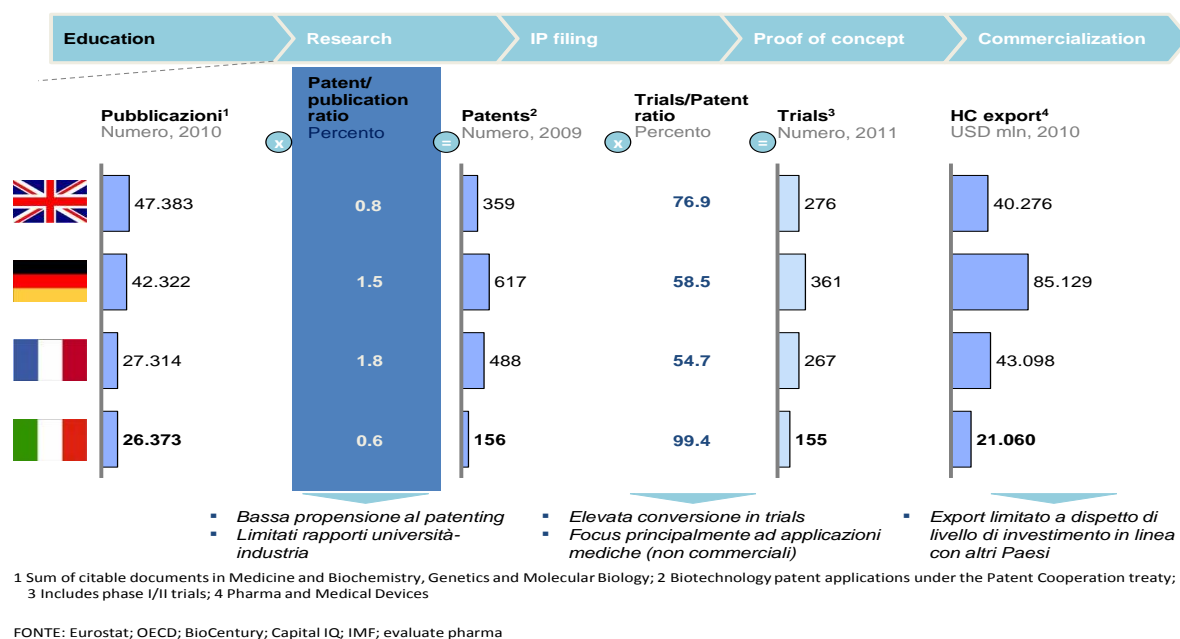 Education
Research
IP filing
Proof of concept
Commercialization
Pubblicazioni1
Numero, 2010
x
Patent/
publication
ratio
Percento
=
Patents2
Numero, 2009
x
Trials/Patent
ratio
Percento
=
Trials3
Numero, 2011
HC export4
USD mln, 2010
47.383
0.8
359
76.9
276
40.276
42.322
1.5
617
58.5
361
85.129
27.314
1.8
488
54.7
267
43.098
26.373
0.6
156
99.4
155
21.060
▪ Bassa propensione al patenting
▪ Limitati rapporti università-
industria
▪ Elevata conversione in trials
▪ Focus principalmente ad applicazioni
mediche (non commerciali)
▪ Export limitato a dispetto di
livello di investimento in linea
con altri Paesi
1 Sum of citable documents in Medicine and Biochemistry, Genetics and Molecular Biology; 2 Biotechnology patent applications under the Patent Cooperation treaty;
3 Includes phase I/II trials; 4 Pharma and Medical Devices
FONTE: Eurostat; OECD; BioCentury; Capital IQ; IMF; evaluate pharma